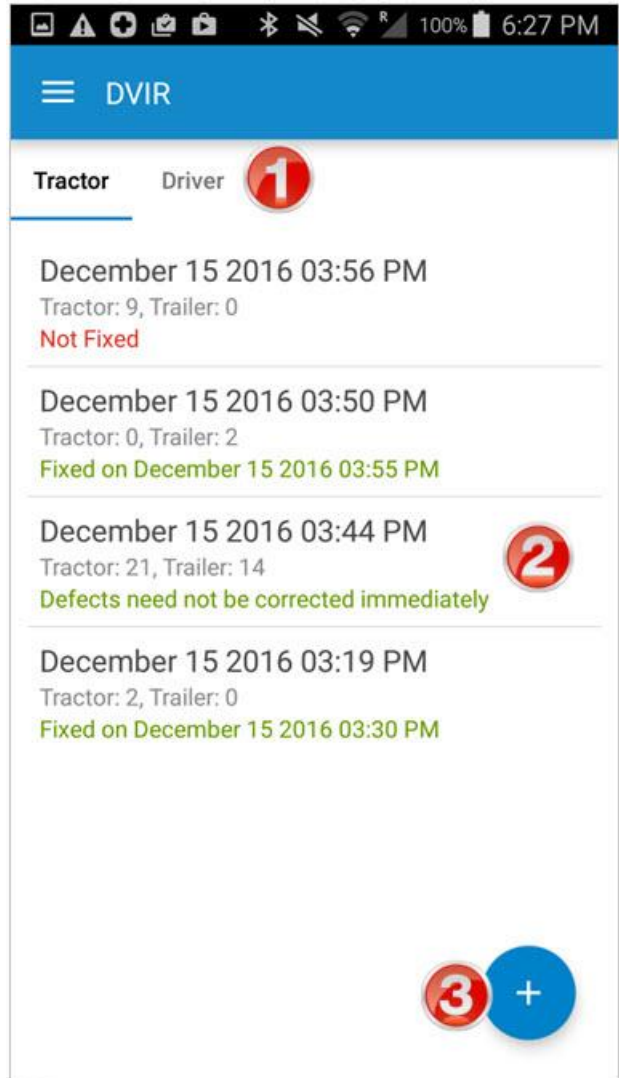 R 100% 6:27 PM
DVIR
Tractor Driver 1
December 15 2016 03:56 PM
Tractor: 9, Trailer: 0
Not Fixed
December 15 2016 03:50 PM
Tractor: 0, Trailer: 2
Fixed on December 15 2016 03:55 PM
December 15 2016 03:44 PM
2
Tractor: 21, Trailer: 14
Defects need not be corrected immediately
December 15 2016 03:19 PM
Tractor: 2, Trailer: 0
Fixed on December 15 2016 03:30 PM
3 +